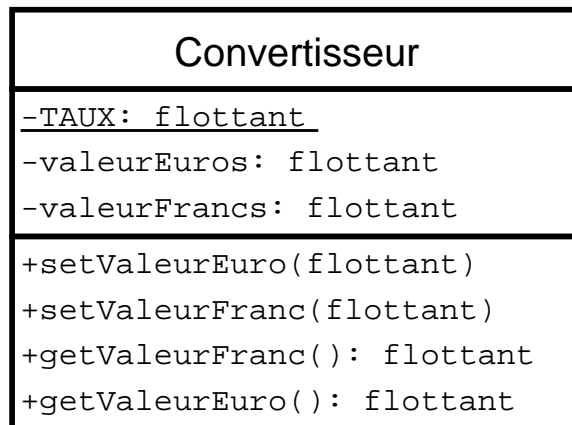 Convertisseur
-TAUX: flottant
-valeurEuros: flottant
-valeurFrancs: flottant
+setValeurEuro(flottant)
+setValeurFranc(flottant)
+getValeurFranc(): flottant
+getValeurEuro(): flottant